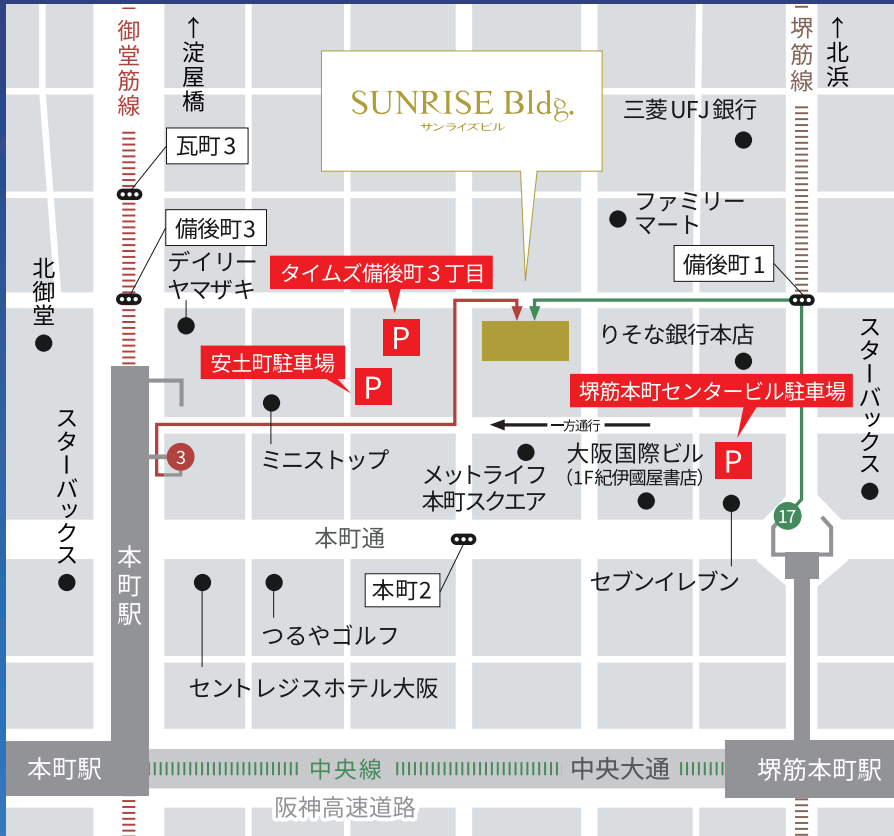 御堂筋線
↑淀屋橋
SUNRISE Bldg.
サンライズビル
堺筋線
↑北浜
三菱UFJ銀行
瓦町3
ファミリー
マート
備後町3
備後町1
北御堂
デイリー
ヤマザキ
タイムズ備後町3丁目
P
りそな銀行本店
スターバックス
安土町駐車場
P
堺筋本町センタービル駐車場
P
スターバックス
一方通行
3
ミニストップ
メットライフ
本町スクエア
大阪国際ビル
(1F紀伊國屋書店)
17
本町通
本町駅
本町2
セブンイレブン
つるやゴルフ
セントレジスホテル大阪
本町駅
中央線
中央大通
堺筋本町駅
阪神高速道路